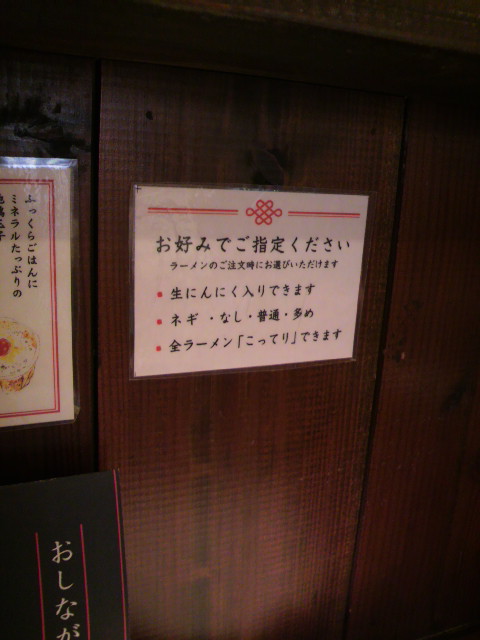 お好みでご指定ください
ラーメンのご注文時にお選びいただけます
• 生にんにく入りできます
• ネギ ・なし・普通・多め
• 全ラーメン「こってり」できます
ふっくらごはんに
ミネラルたっぷりの
おしなが